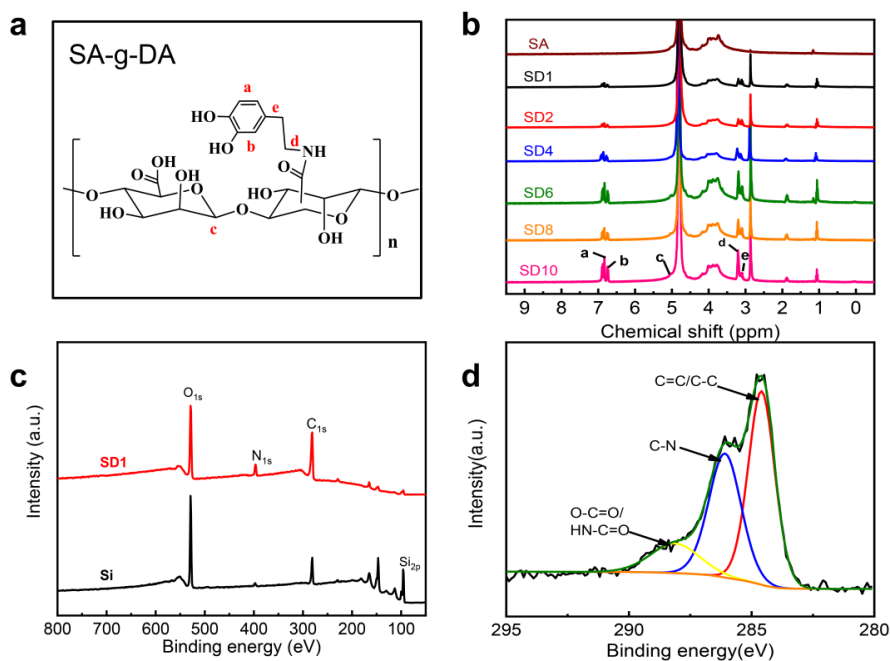 a
SA-g-DA
a
e
HO
HO
b
d
NH
O
OH
O
OH
HO
HO
O
O
HO
O
O
OH
c
n
b
SA
SD1
SD2
SD4
SD6
SD8
SD10
a
b
c
d
e
9 8 7 6 5 4 3 2 1 0
Chemical shift (ppm)
c
O1s
N1s
C1s
SD1
Si
Si2p
Intensity (a.u.)
800 700 600 500 400 300 200 100
Binding energy (eV)
d
C=C/C-C
C-N
O-C=O/
HN-C=O
Intensity(a.u.)
295 290 285 280
Binding energy(eV)